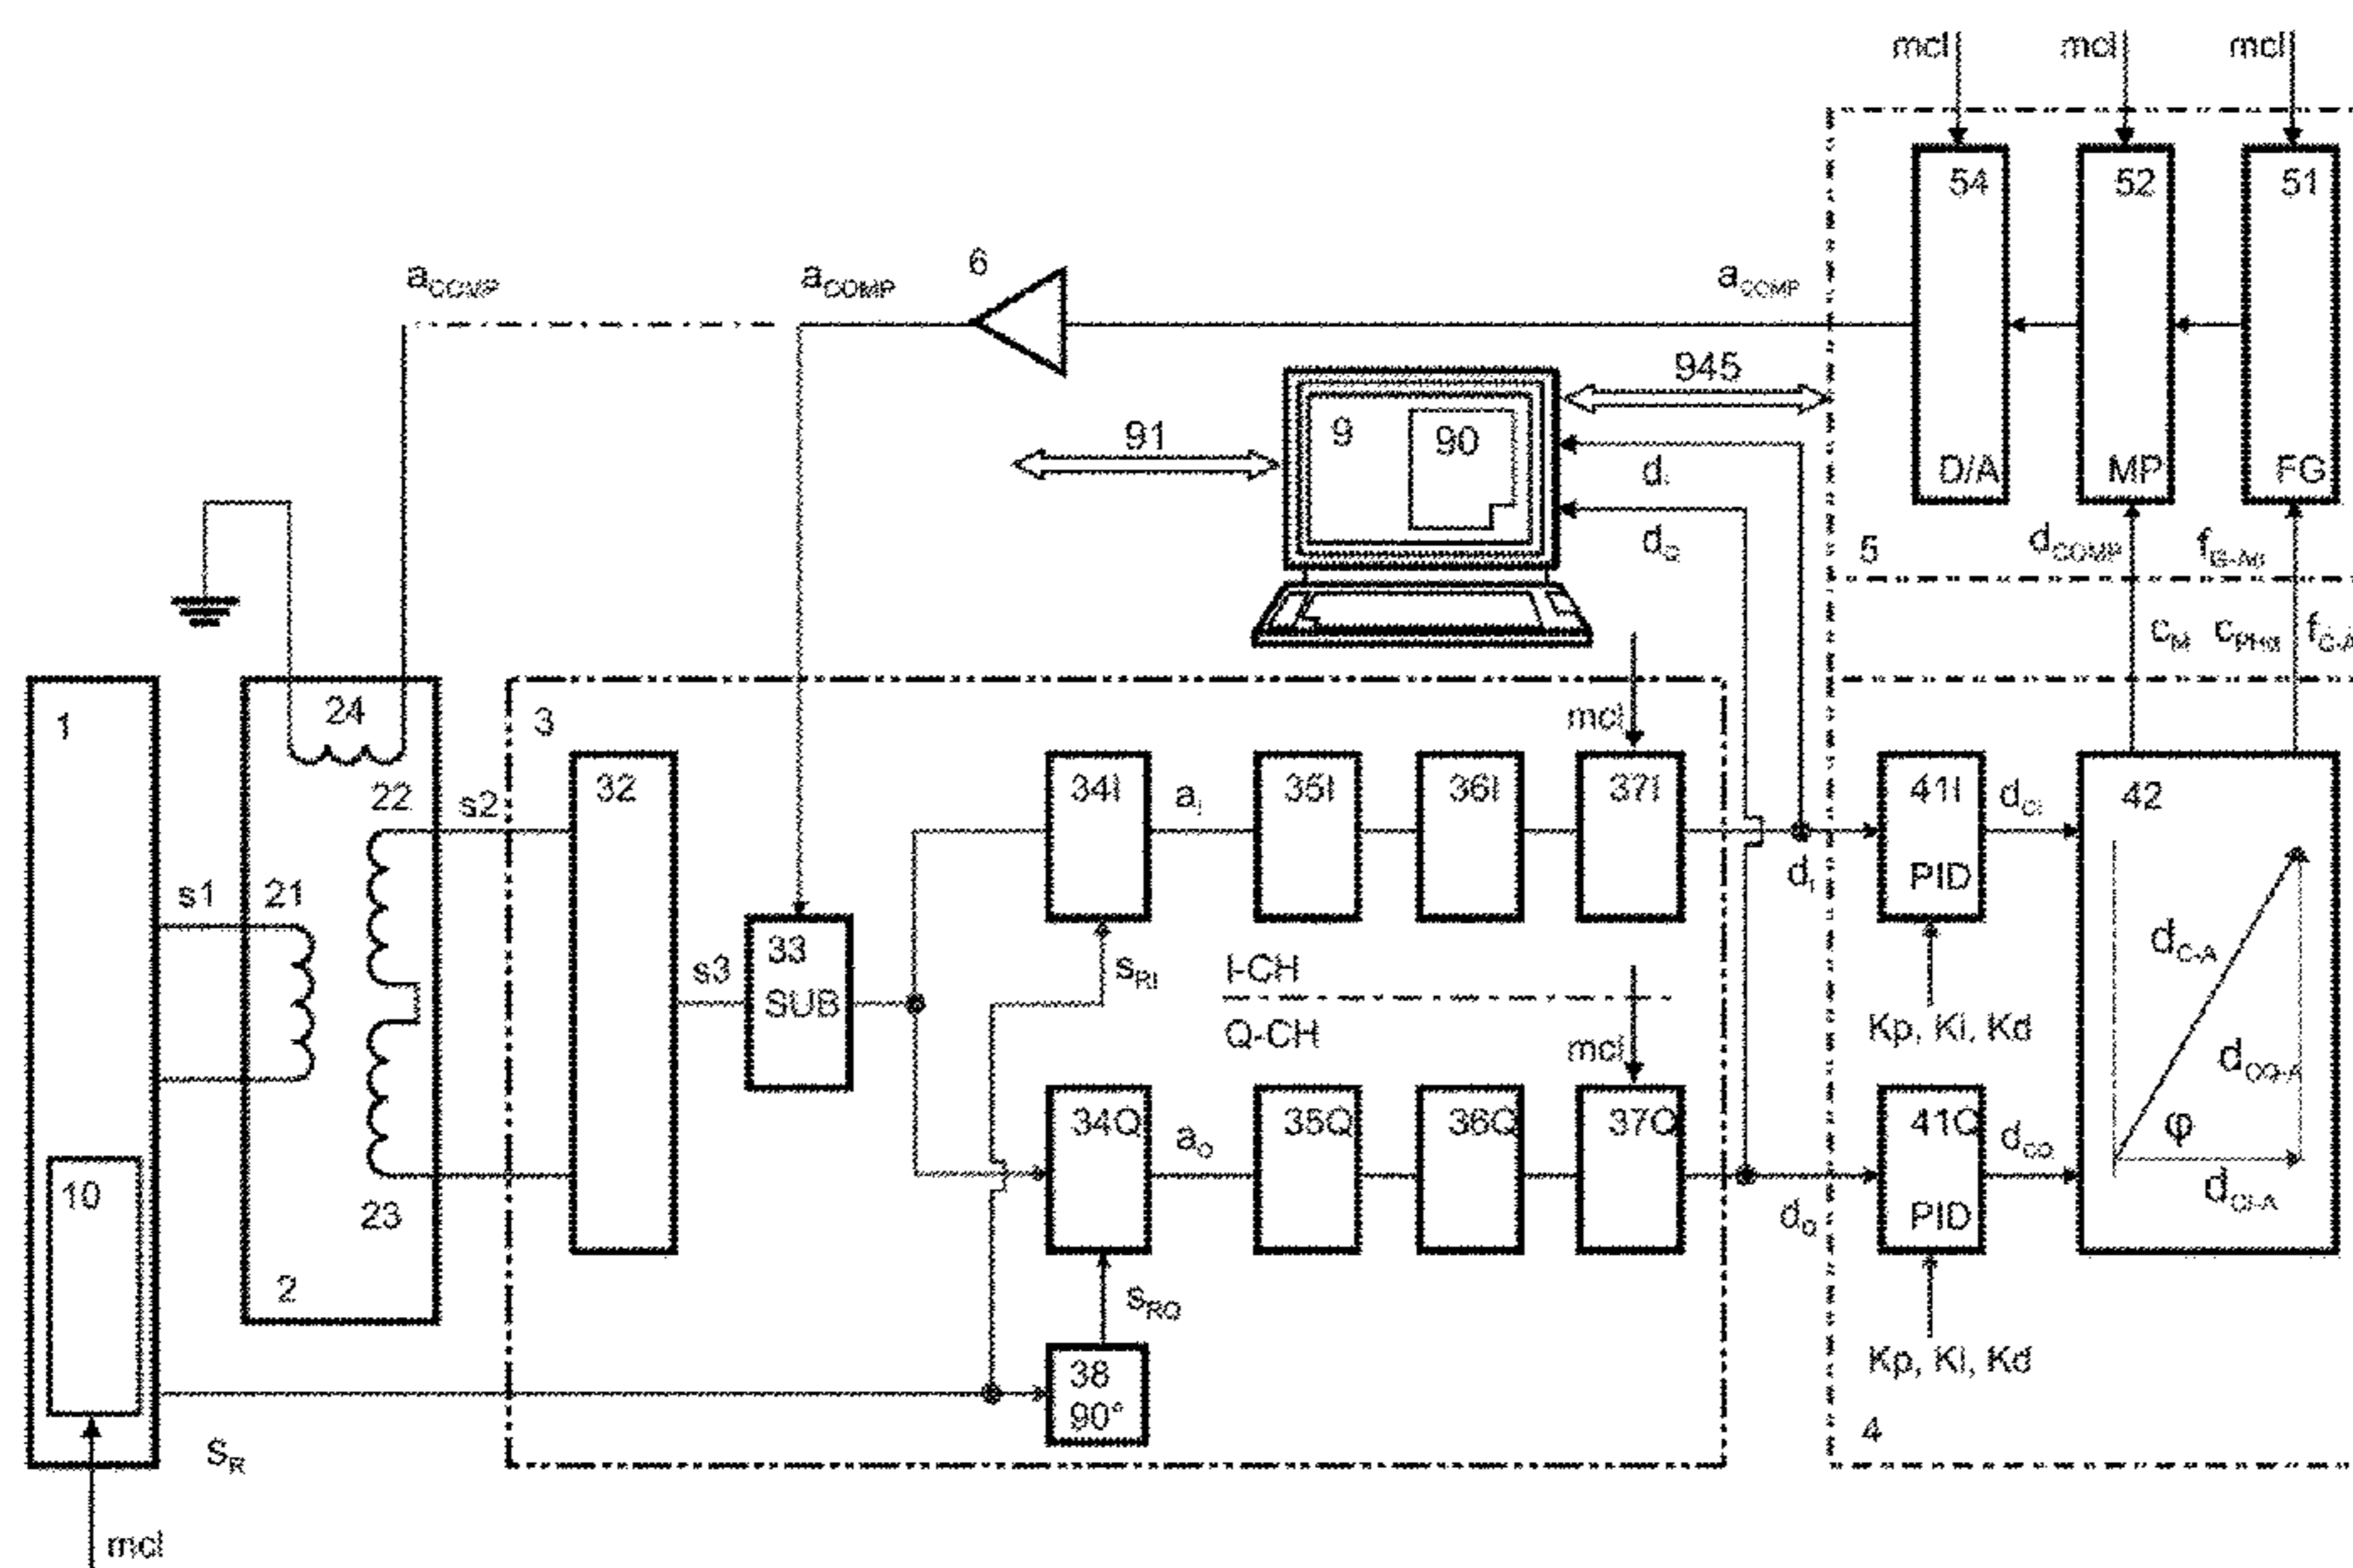 mcl mcl mcl
54 52 51
D/A MP FG
6
a_COMP a_COMP a_COMP
945
91
9 90
d_I
d_Q
5 d_COMP
c_M
1
24
22
21
23
2
10
s1
s2
S_R
mcl
3
32
s3
33
SUB
34I a_I 35I 36I 37I
mcl
s_RI
I-CH
Q-CH
mcl
34Q 35Q 36Q 37Q
s_RQ
38
90°
d_I
d_Q
41I
PID
d_CI
Kp, Ki, Kd
41Q
PID
Kp, Ki, Kd
42
d_C-A
φ
d_CI-A
4